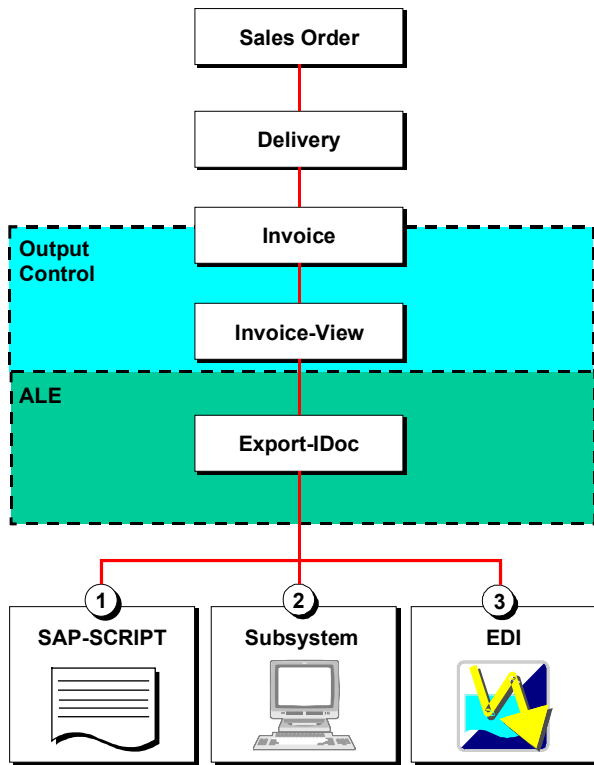 Sales Order
Delivery
Invoice
Output
Control
Invoice-View
ALE
Export-IDoc
1
2
3
SAP-SCRIPT
Subsystem
EDI